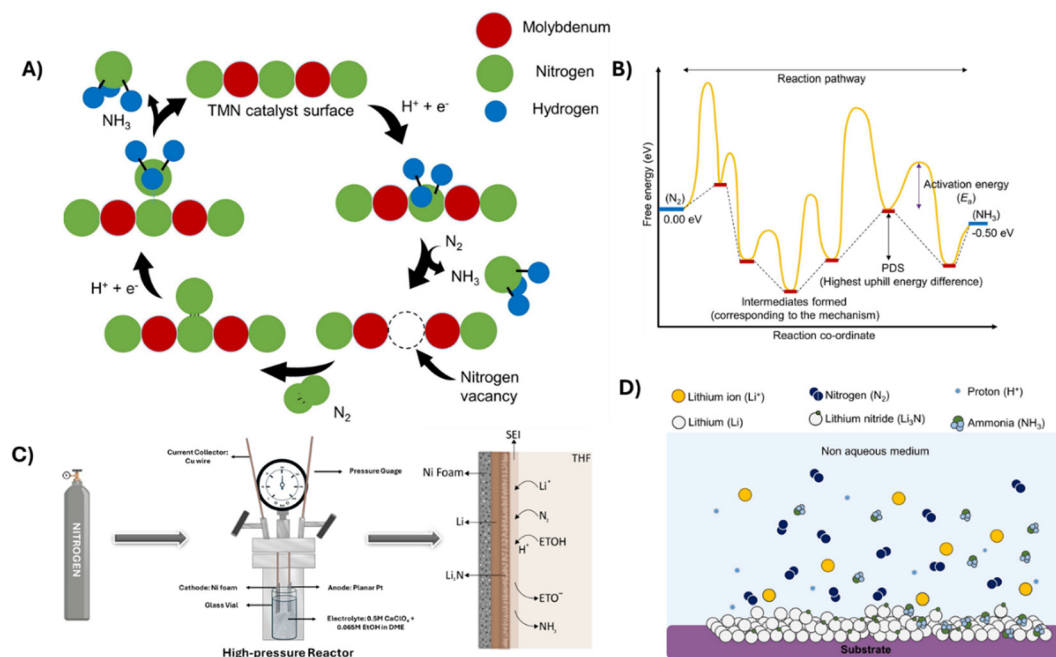 A)
Molybdenum
Nitrogen
Hydrogen
NH₃
TMN catalyst surface
H⁺ + e⁻
N₂
NH₃
H⁺ + e⁻
Nitrogen
vacancy
N₂
B)
Reaction pathway
Free energy (eV)
(N₂)
0.00 eV
Activation energy
(Eₐ)
(NH₃)
-0.50 eV
PDS
(Highest uphill energy difference)
Intermediates formed
(corresponding to the mechanism)
Reaction co-ordinate
C)
NITROGEN
Current Collector:
Cu wire
Pressure Guage
Cathode: Ni foam
Anode: Planar Pt
Glass Vial
Electrolyte: 0.5M CaClO₄ +
0.065M EtOH in DME
High-pressure Reactor
SEI
THF
Ni Foam
Li⁺
N₂
Li
ETOH
H⁺
Li₃N
ETO⁻
NH₃
D)
Lithium ion (Li⁺)
Nitrogen (N₂)
Proton (H⁺)
Lithium (Li)
Lithium nitride (Li₃N)
Ammonia (NH₃)
Non aqueous medium
Substrate